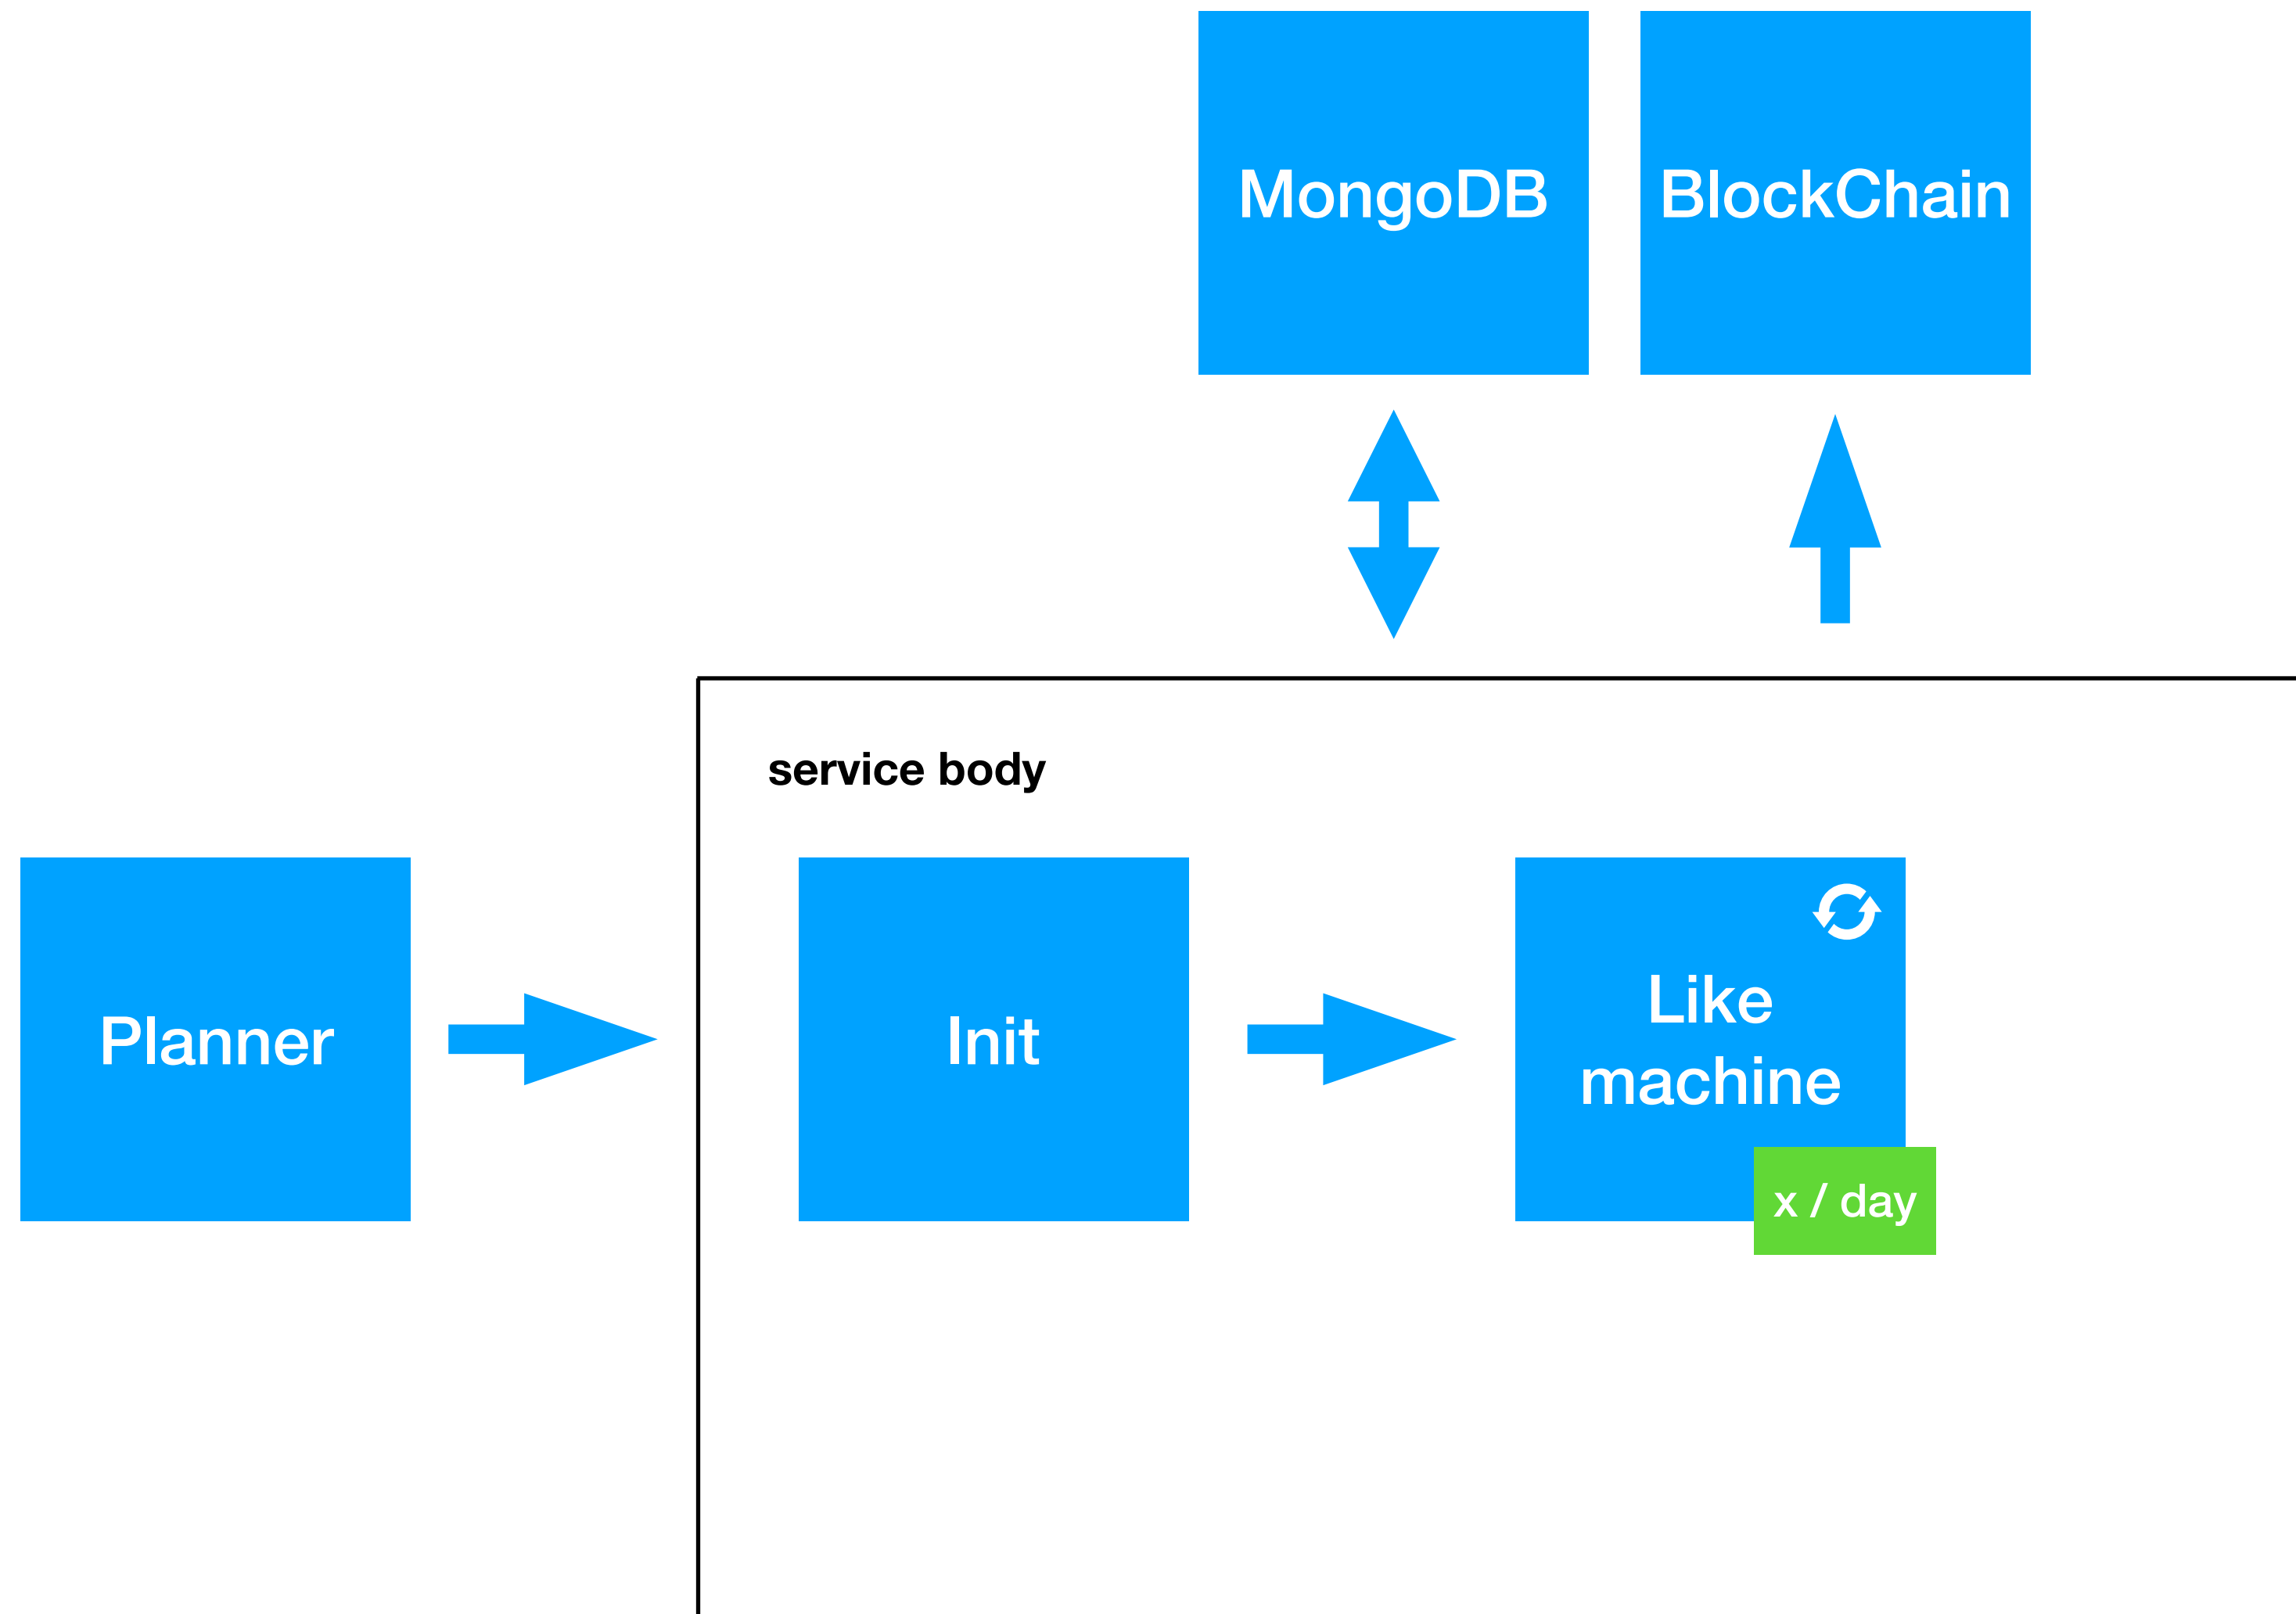 MongoDB
BlockChain
service body
Planner
Init
Like
machine
x / day